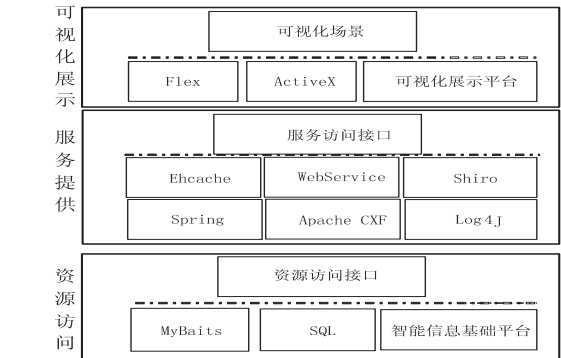 可视化展示
可视化场景
Flex
ActiveX
可视化展示平台
服务提供
服务访问接口
Ehcache
WebService
Shiro
Spring
Apache CXF
Log4J
资源访问
资源访问接口
MyBaits
SQL
智能信息基础平台